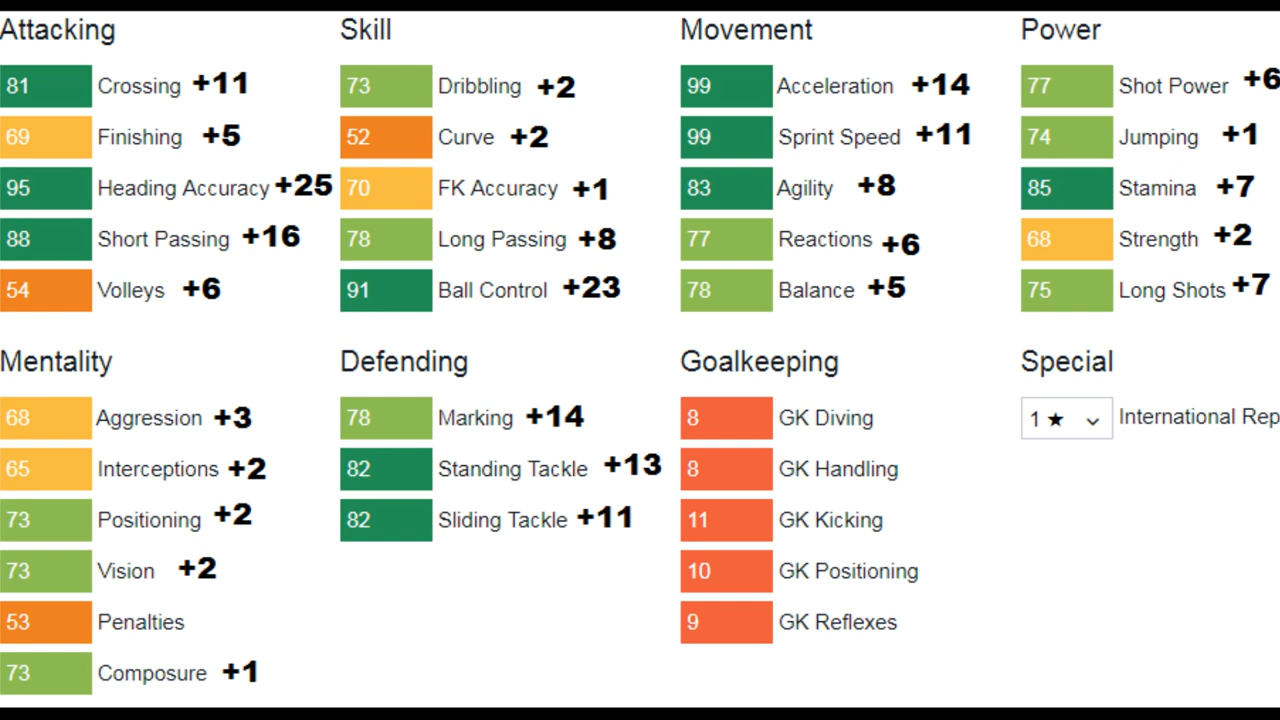 Attacking
81 Crossing +11
69 Finishing +5
95 Heading Accuracy +25
88 Short Passing +16
54 Volleys +6
Skill
73 Dribbling +2
52 Curve +2
70 FK Accuracy +1
78 Long Passing +8
91 Ball Control +23
Movement
99 Acceleration +14
99 Sprint Speed +11
83 Agility +8
77 Reactions +6
78 Balance +5
Power
77 Shot Power +6
74 Jumping +1
85 Stamina +7
68 Strength +2
75 Long Shots +7
Mentality
68 Aggression +3
65 Interceptions +2
73 Positioning +2
73 Vision +2
53 Penalties
73 Composure +1
Defending
78 Marking +14
82 Standing Tackle +13
82 Sliding Tackle +11
Goalkeeping
8 GK Diving
8 GK Handling
11 GK Kicking
10 GK Positioning
9 GK Reflexes
Special
1 ★ International Rep